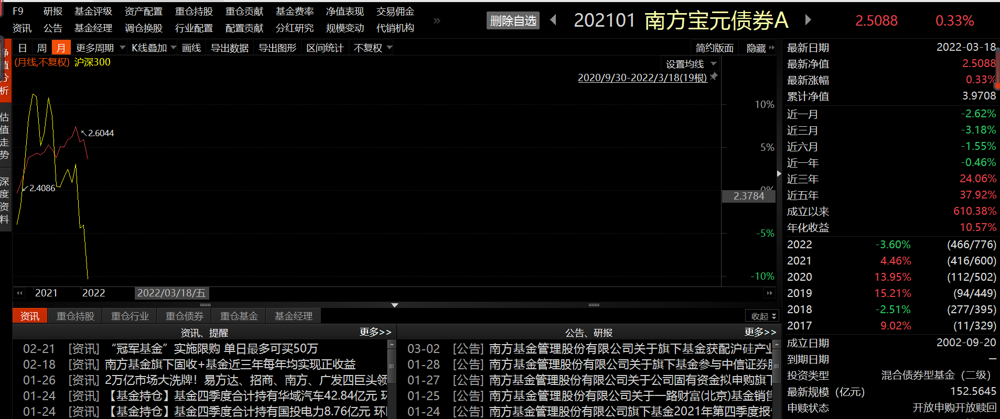 F9 研报 基金评级 资产配置 重仓持股 重仓贡献 基金费率 净值表现 交易佣金
资讯 公告 基金经理 调仓换股 行业配置 配置贡献 分红研究 规模变动 代销机构
删除自选 202101 南方宝元债券A 2.5088 0.33%
净值分析
估值走势
深度资料
日 周 月 更多周期 K线叠加 画线 导出数据 导出图形 区间统计 不复权 简约版面 隐藏
(月线,不复权) 沪深300
设置均线
2020/9/30-2022/3/18(19根)
10%
5%
0%
2.3784
-5%
-10%
2.6044
2.4086
2021 2022 2022/03/18/五
最新日期 2022-03-18
最新净值 2.5088
最新涨幅 0.33%
累计净值 3.9708
近一月 -2.62%
近三月 -3.18%
近六月 -1.55%
近一年 -0.46%
近三年 24.06%
近五年 37.92%
成立以来 610.38%
年化收益 10.57%
2022 -3.60% (466/776)
2021 4.46% (416/600)
2020 13.95% (112/502)
2019 15.21% (94/449)
2018 -2.51% (277/395)
2017 9.02% (11/329)
成立日期 2002-09-20
到期日期 —
投资类型 混合债券型基金（二级）
最新规模（亿元） 152.5645
申赎状态 开放申购开放赎回
资讯 重仓持股 重仓行业 重仓债券 重仓基金 基金经理 收起
资讯、提醒 更多>>
02-21 [资讯] “冠军基金”实施限购 单日最多可买50万
02-18 [资讯] 南方基金旗下固收+基金近三年每年均实现正收益
01-26 [资讯] 2万亿市场大洗牌！易方达、招商、南方、广发四巨头领
01-24 [资讯] 【基金持仓】基金四季度合计持有华域汽车42.84亿元 环
01-24 [资讯] 【基金持仓】基金四季度合计持有国投电力8.76亿元 环
公告、研报 更多>>
03-02 [公告] 南方基金管理股份有限公司关于旗下基金获配沪硅产业
01-28 [公告] 南方基金管理股份有限公司关于旗下基金参与中信证券股
01-27 [公告] 南方基金管理股份有限公司关于公司固有资金拟申购旗下
01-25 [公告] 南方基金管理股份有限公司关于一路财富(北京)基金销售
01-24 [公告] 南方基金管理股份有限公司旗下基金2021年第四季度报